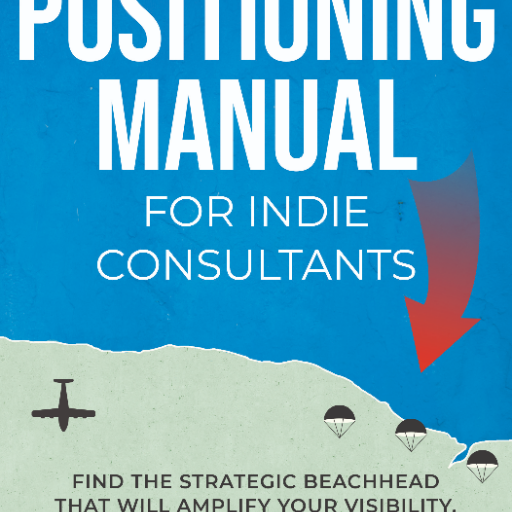 POSITIONING
MANUAL
FOR INDIE
CONSULTANTS
FIND THE STRATEGIC BEACHHEAD
THAT WILL AMPLIFY YOUR VISIBILITY,